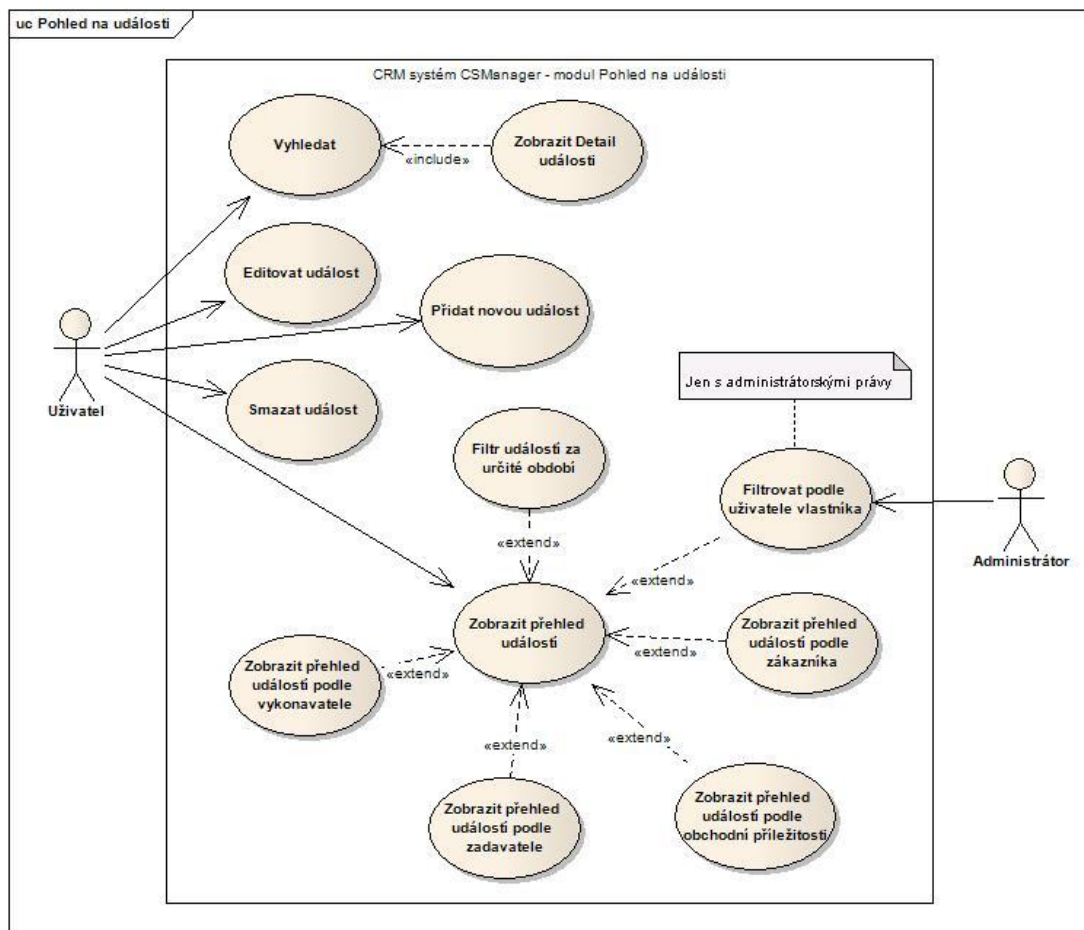 uc Pohled na události
CRM systém CSManager - modul Pohled na události
Vyhledat
«include»
Zobrazit Detail
události
Editovat událost
Přidat novou událost
Uživatel
Smazat událost
Jen s administrátorskými právy
Filtr událostí za
určité období
Filtrovat podle
uživatele vlastníka
Administrátor
«extend»
«extend»
Zobrazit přehled
událostí
Zobrazit přehled
událostí podle
zákazníka
«extend»
Zobrazit přehled
událostí podle
vykonavatele
«extend»
«extend»
«extend»
Zobrazit přehled
událostí podle
zadavatele
Zobrazit přehled
událostí podle
obchodní příležitosti